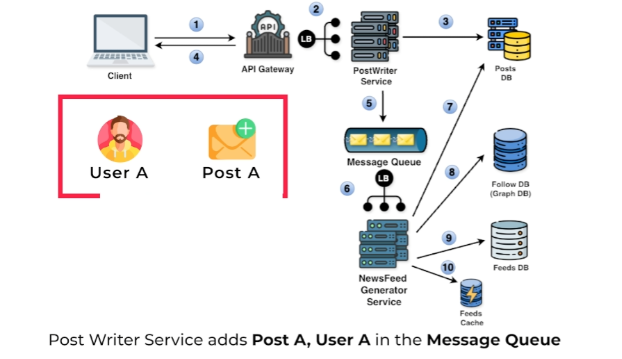 1
2
3
4
API
LB
Client
API Gateway
PostWriter
Service
Posts
DB
5
7
User A
Post A
Message Queue
8
6
LB
Follow DB
(Graph DB)
9
10
NewsFeed
Generator
Service
Feeds DB
Feeds
Cache
Post Writer Service adds Post A, User A in the Message Queue